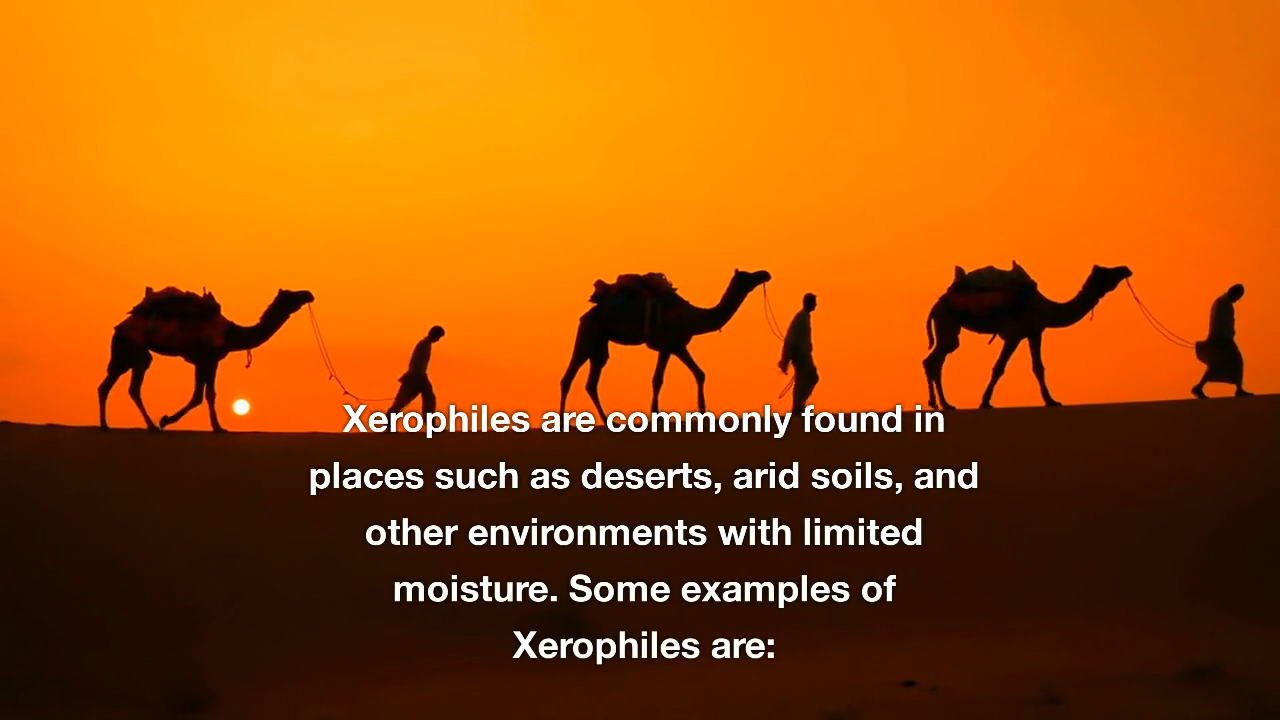 Xerophiles are commonly found in
places such as deserts, arid soils, and
other environments with limited
moisture. Some examples of
Xerophiles are: